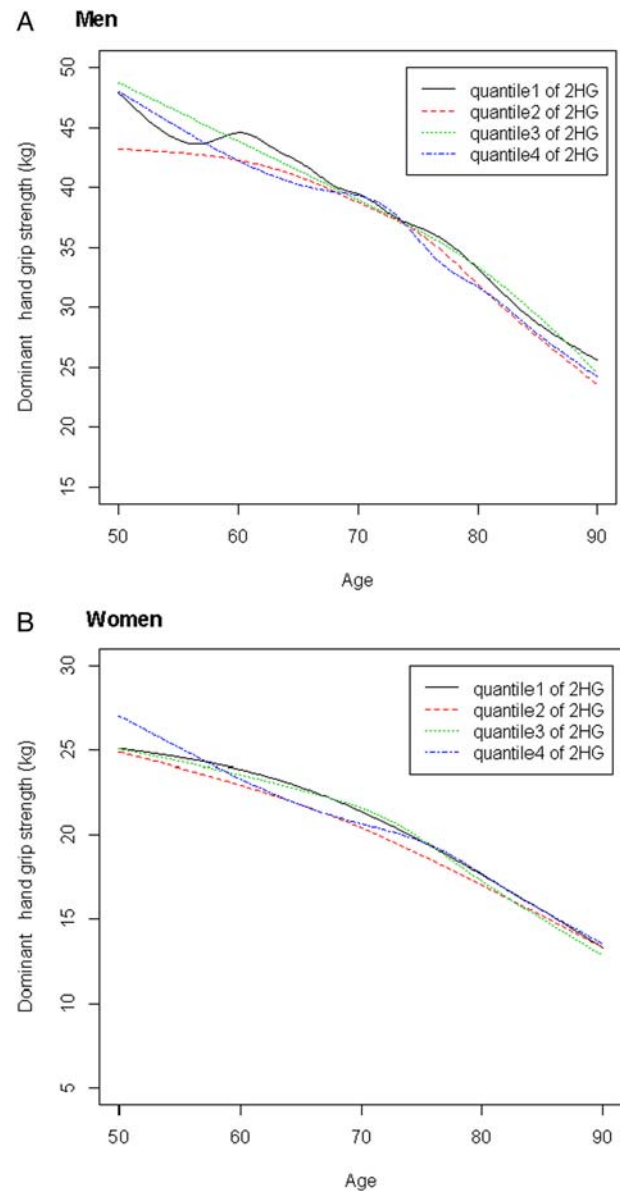 A Men
50
45
40
35
30
25
20
15
Dominant hand grip strength (kg)
quantile1 of 2HG
quantile2 of 2HG
quantile3 of 2HG
quantile4 of 2HG
50 60 70 80 90
Age
B Women
30
25
20
15
10
5
Dominant hand grip strength (kg)
quantile1 of 2HG
quantile2 of 2HG
quantile3 of 2HG
quantile4 of 2HG
50 60 70 80 90
Age